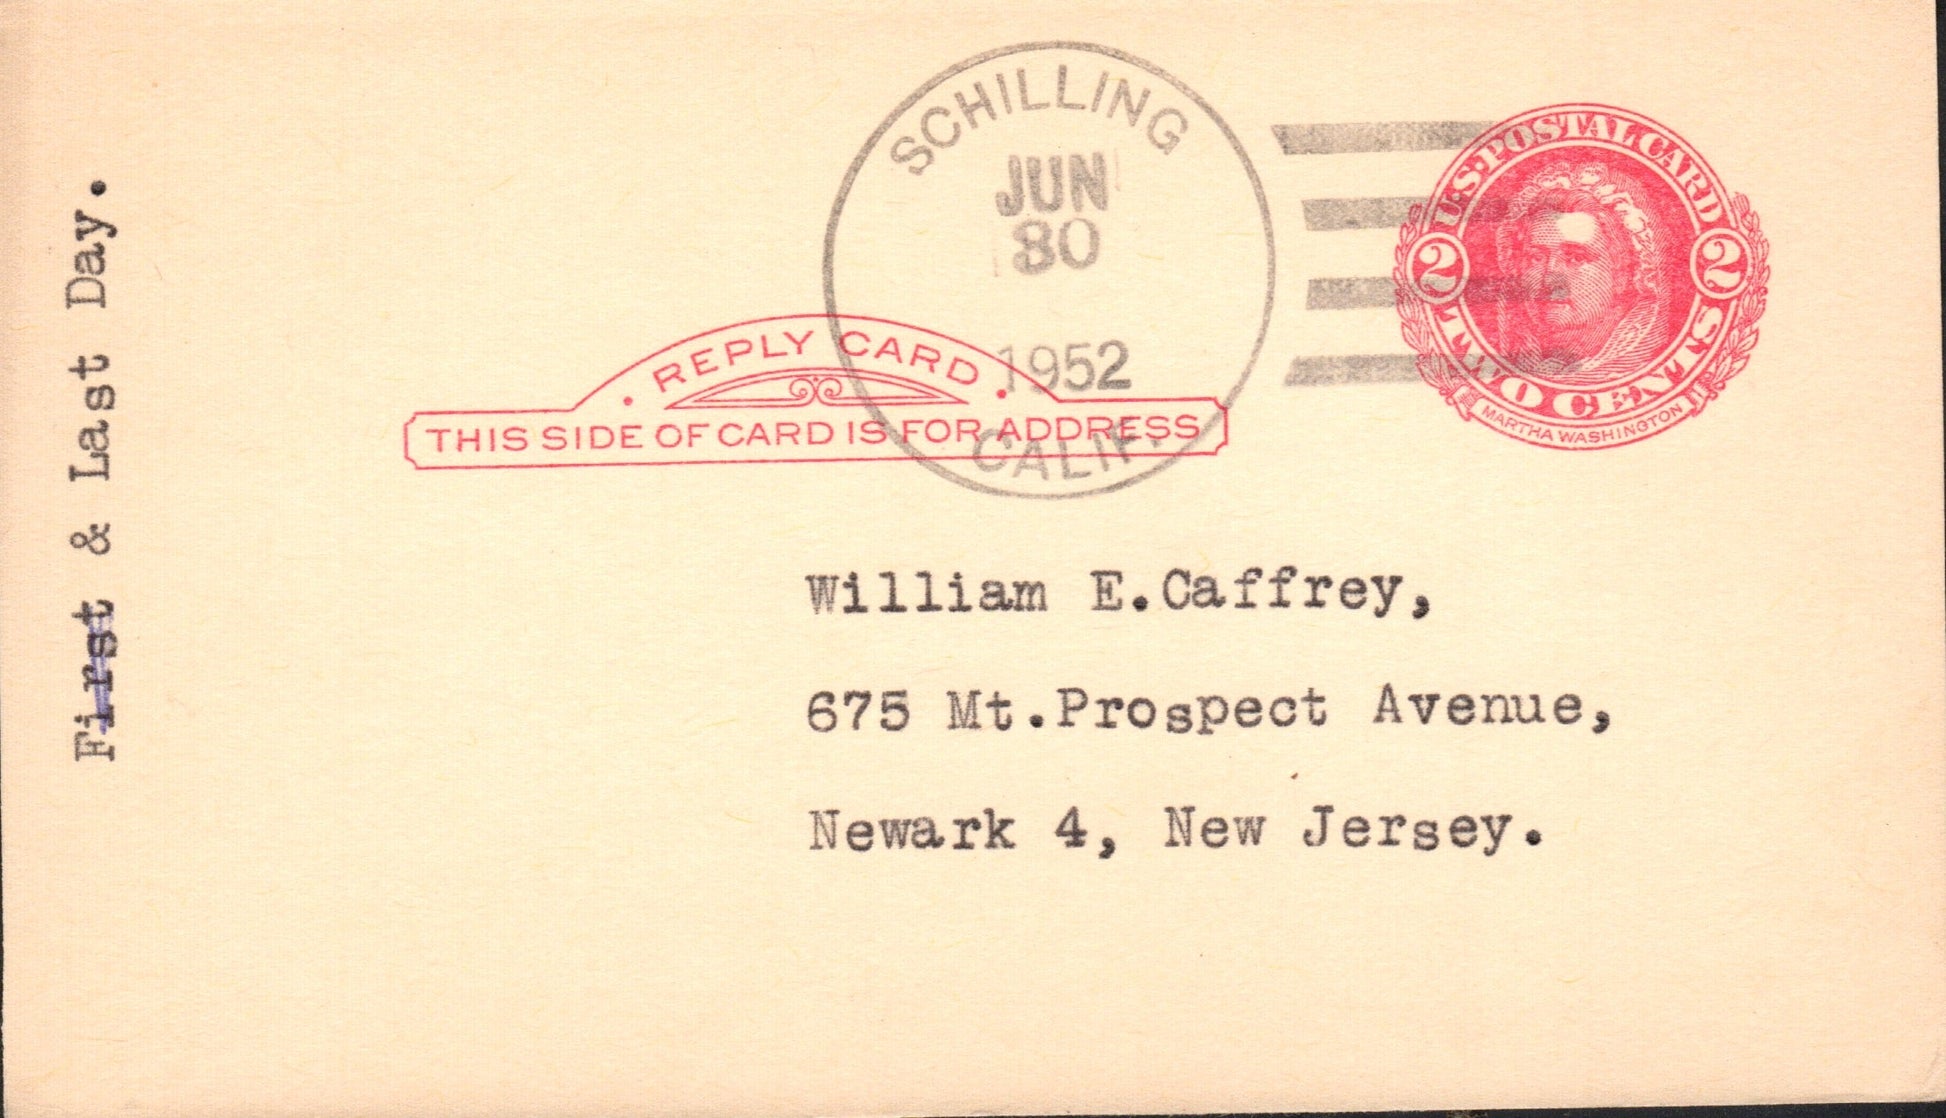 First & Last Day.
SCHILLING
JUN
30
1952
CALIF.
U.S. POSTAL CARD
2 2
TWO CENTS
MARTHA WASHINGTON
REPLY CARD
THIS SIDE OF CARD IS FOR ADDRESS
William E.Caffrey,
675 Mt.Prospect Avenue,
Newark 4, New Jersey.